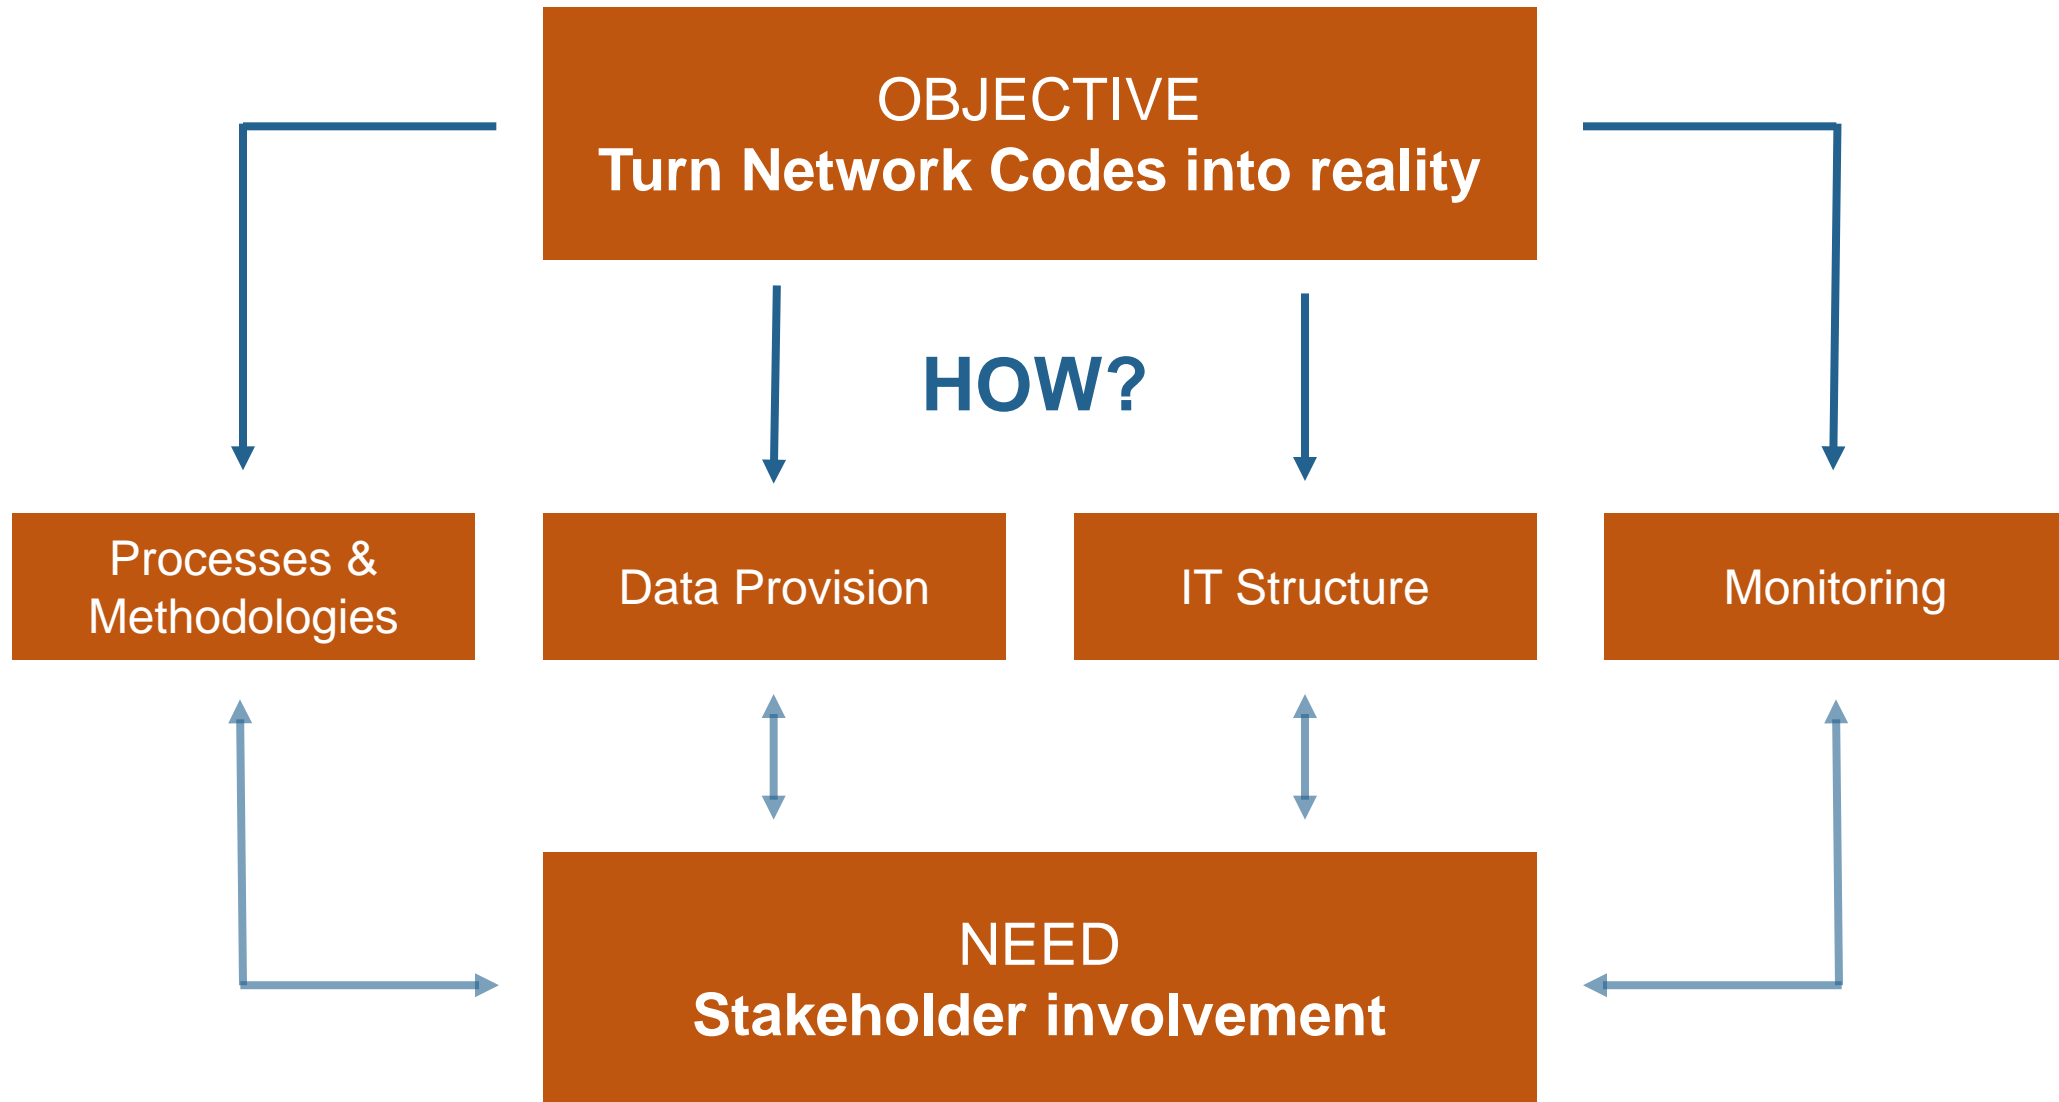 OBJECTIVE
Turn Network Codes into reality
HOW?
Processes &
Methodologies
Data Provision
IT Structure
Monitoring
NEED
Stakeholder involvement